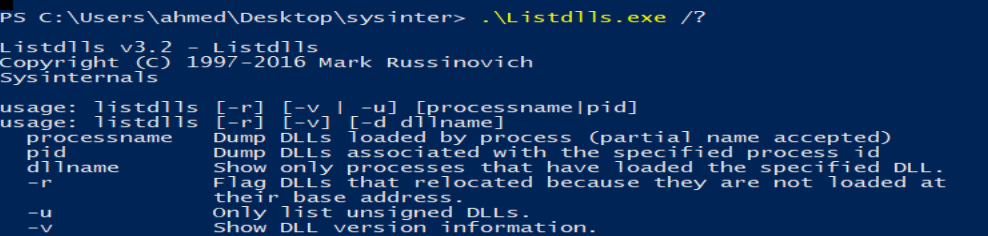 PS C:\Users\ahmed\Desktop\sysinter> .\Listdlls.exe /?
Listdlls v3.2 - Listdlls
Copyright (C) 1997-2016 Mark Russinovich
Sysinternals
usage: listdlls [-r] [-v | -u] [processname|pid]
usage: listdlls [-r] [-v] [-d dllname]
processname Dump DLLs loaded by process (partial name accepted)
pid Dump DLLs associated with the specified process id
dllname Show only processes that have loaded the specified DLL.
-r Flag DLLs that relocated because they are not loaded at
their base address.
-u Only list unsigned DLLs.
-v Show DLL version information.